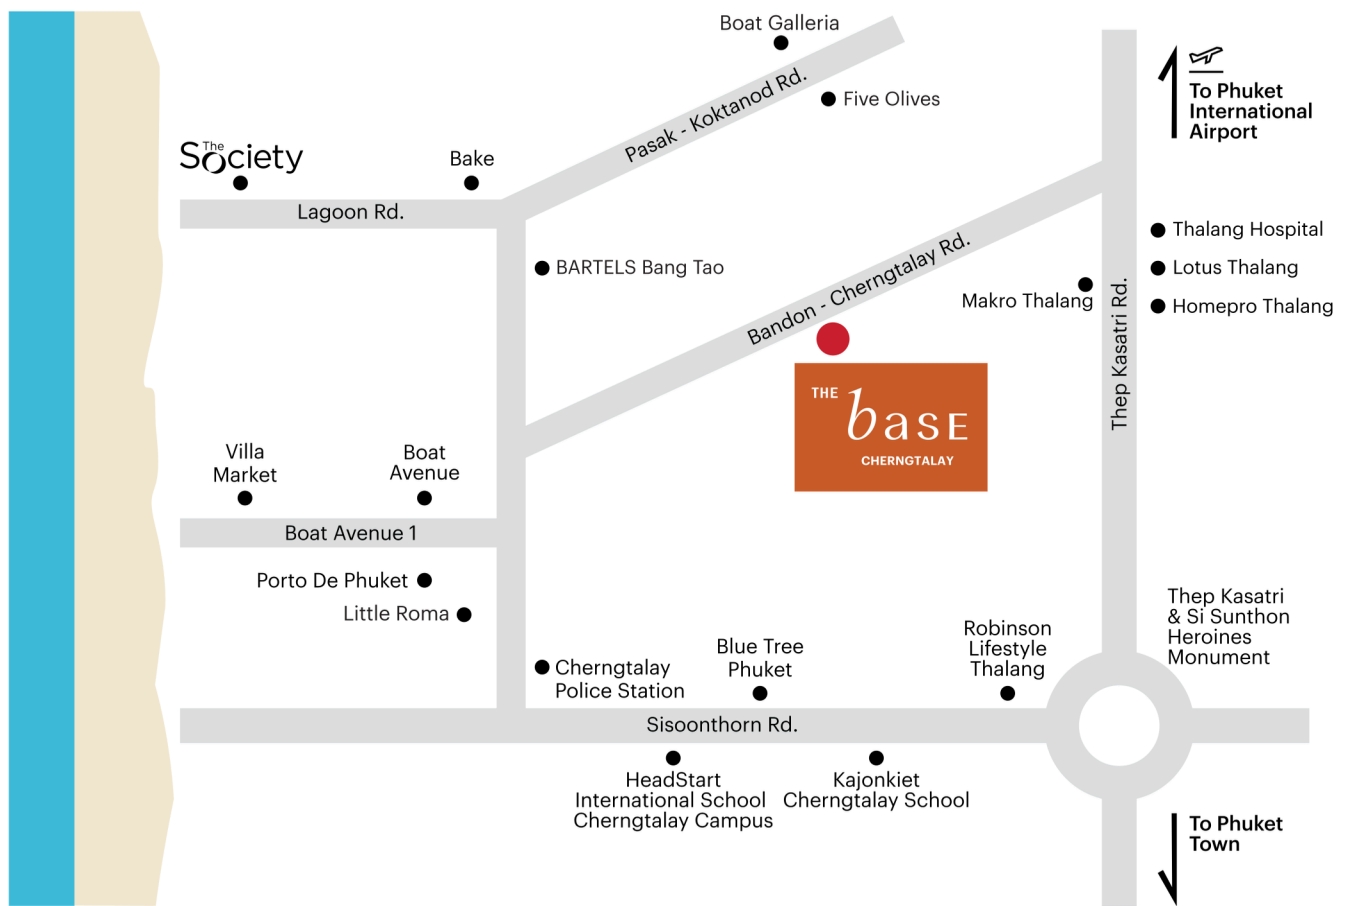 Boat Galleria
Five Olives
Pasak - Koktanod Rd.
To Phuket
International
Airport
The
Society
Bake
Lagoon Rd.
BARTELS Bang Tao
Bandon - Cherngtalay Rd.
Makro Thalang
Thep Kasatri Rd.
Thalang Hospital
Lotus Thalang
Homepro Thalang
THE
baSE
CHERNGTALAY
Villa
Market
Boat
Avenue
Boat Avenue 1
Porto De Phuket
Little Roma
Cherngtalay
Police Station
Blue Tree
Phuket
Robinson
Lifestyle
Thalang
Thep Kasatri
& Si Sunthon
Heroines
Monument
Sisoonthorn Rd.
HeadStart
International School
Cherngtalay Campus
Kajonkiet
Cherngtalay School
To Phuket
Town